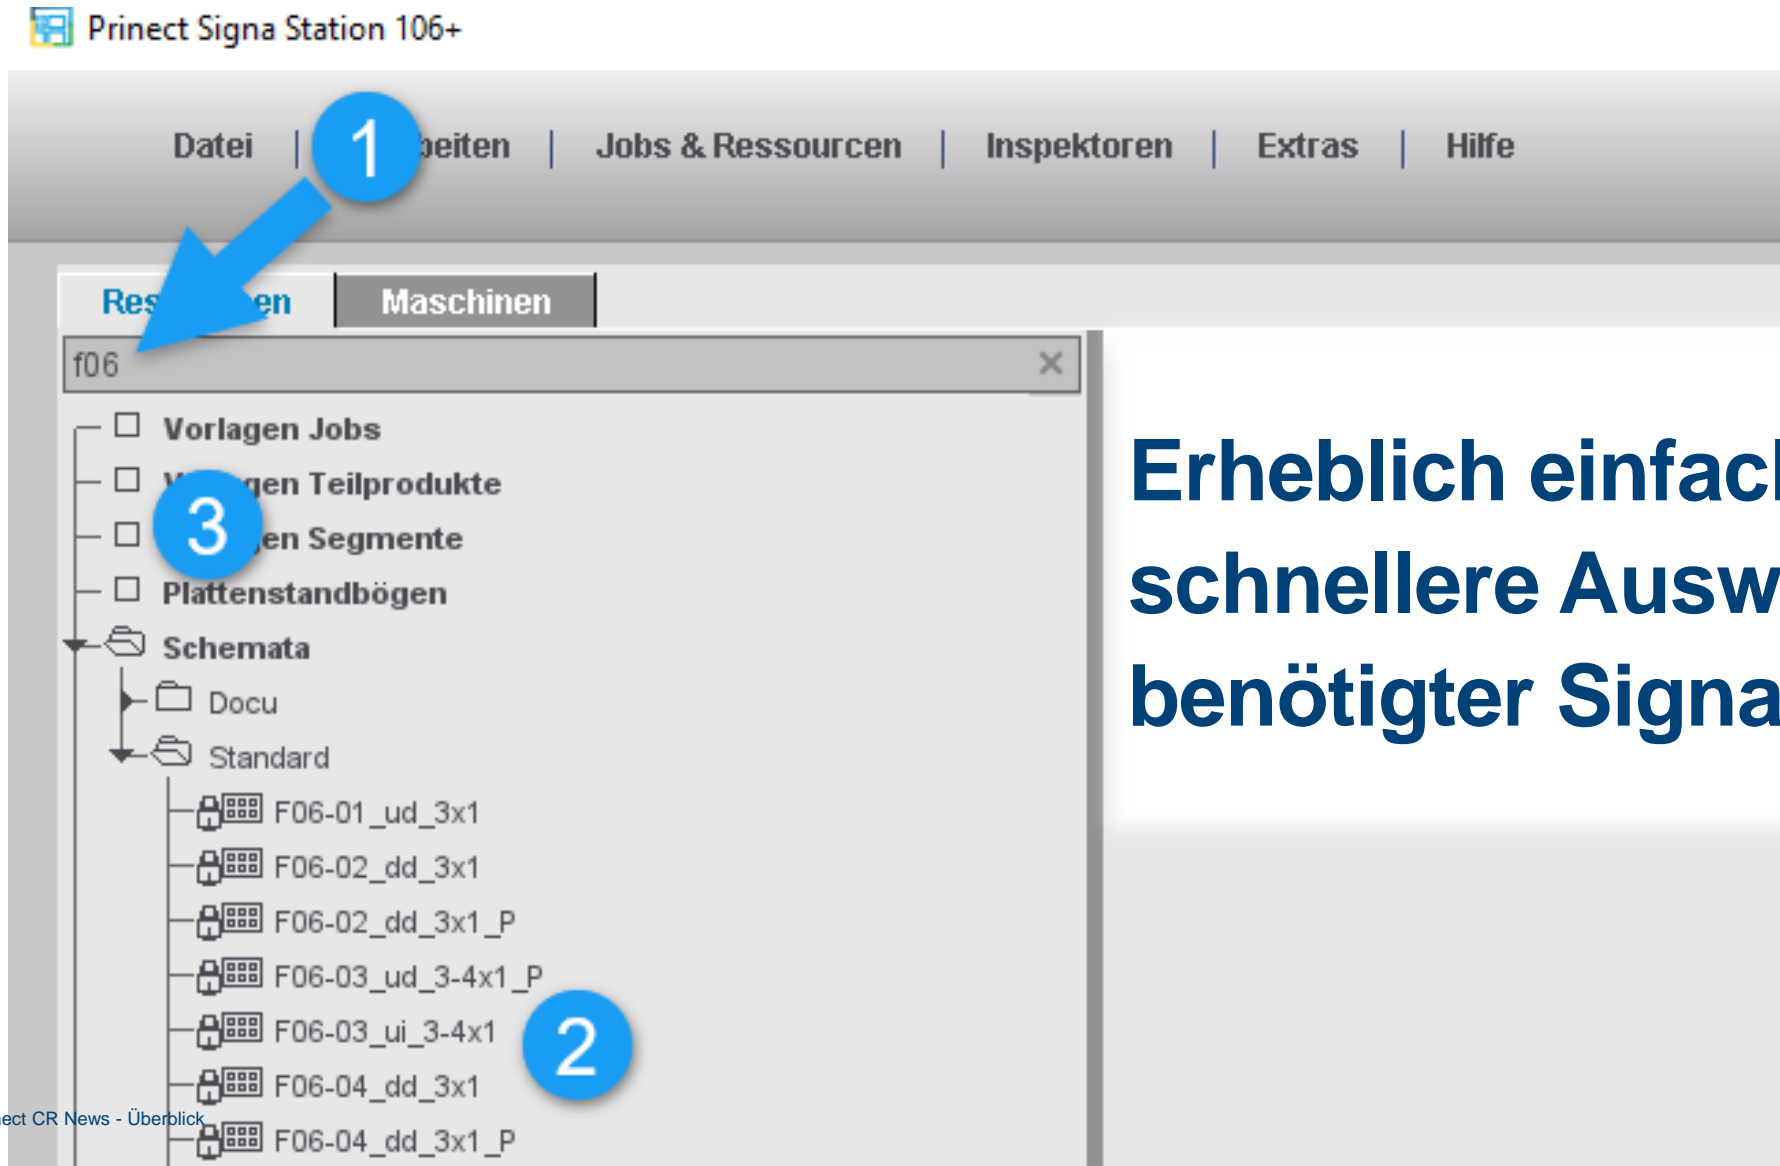 Prinect Signa Station 106+
Datei | beiten | Jobs & Ressourcen | Inspektoren | Extras | Hilfe
1
Res en Maschinen
f06
Vorlagen Jobs
gen Teilprodukte
3
en Segmente
Plattenstandbögen
Schemata
Docu
Standard
F06-01_ud_3x1
F06-02_dd_3x1
F06-02_dd_3x1_P
F06-03_ud_3-4x1_P
F06-03_ui_3-4x1
2
F06-04_dd_3x1
F06-04_dd_3x1_P
Erheblich einfac
schnellere Ausw
benötigter Signa
nect CR News - Überblick